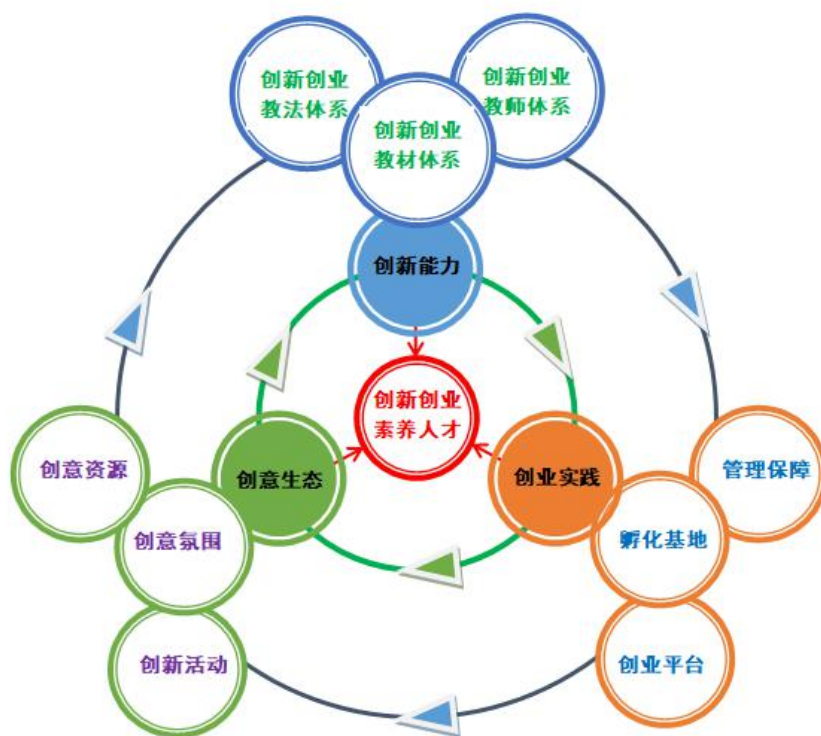 创新创业
教法体系
创新创业
教师体系
创新创业
教材体系
创新能力
创新创业
素养人才
创意资源
创意生态
创业实践
管理保障
创意氛围
孵化基地
创新活动
创业平台